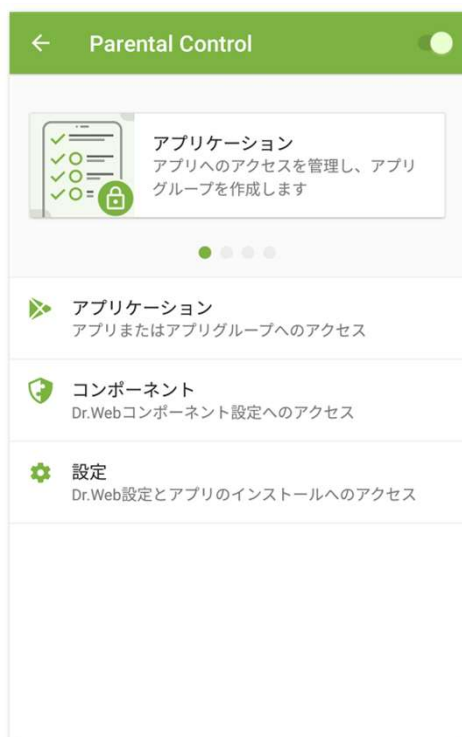 Parental Control
アプリケーション
アプリへのアクセスを管理し、アプリ
グループを作成します
アプリケーション
アプリまたはアプリグループへのアクセス
コンポーネント
Dr.Webコンポーネント設定へのアクセス
設定
Dr.Web設定とアプリのインストールへのアクセス